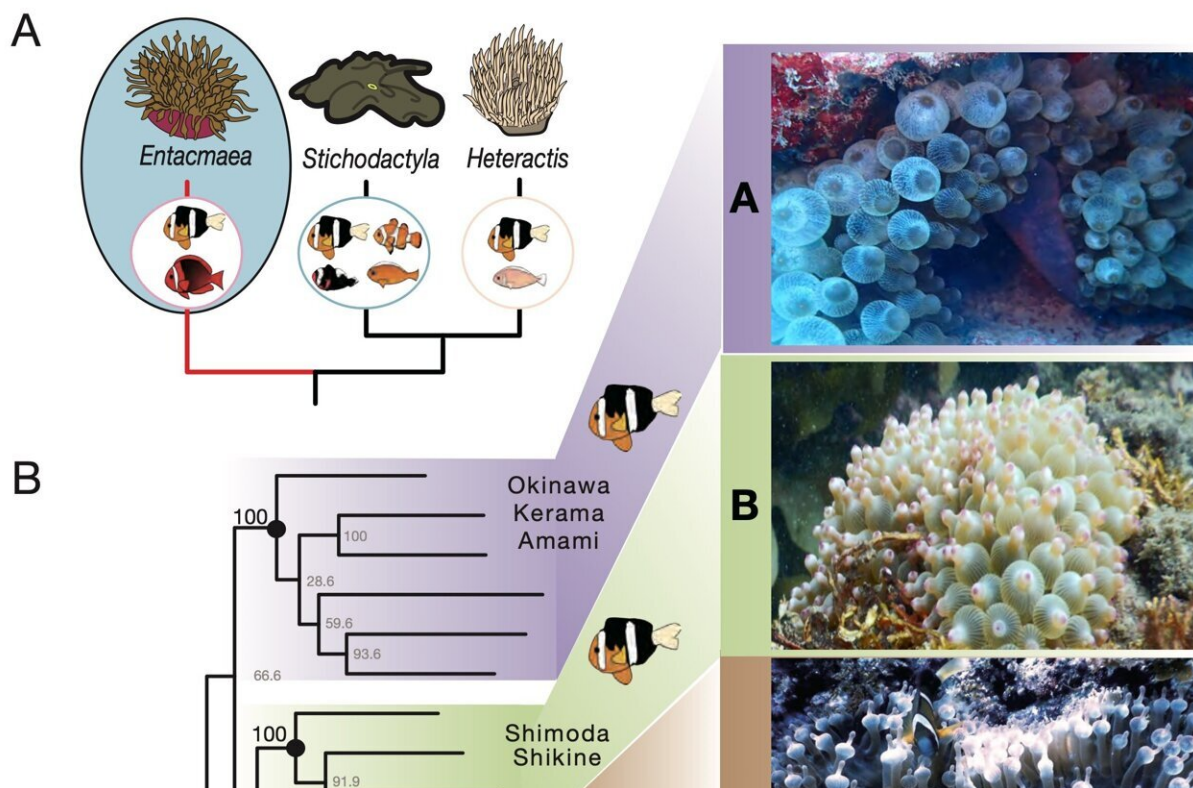 A
Entacmaea
Stichodactyla
Heteractis
A
B
B
Okinawa
Kerama
Amami
100
100
28.6
59.6
93.6
66.6
Shimoda
Shikine
100
91.9